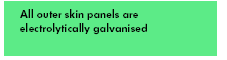 All outer skin panels are
electrolytically galvanised